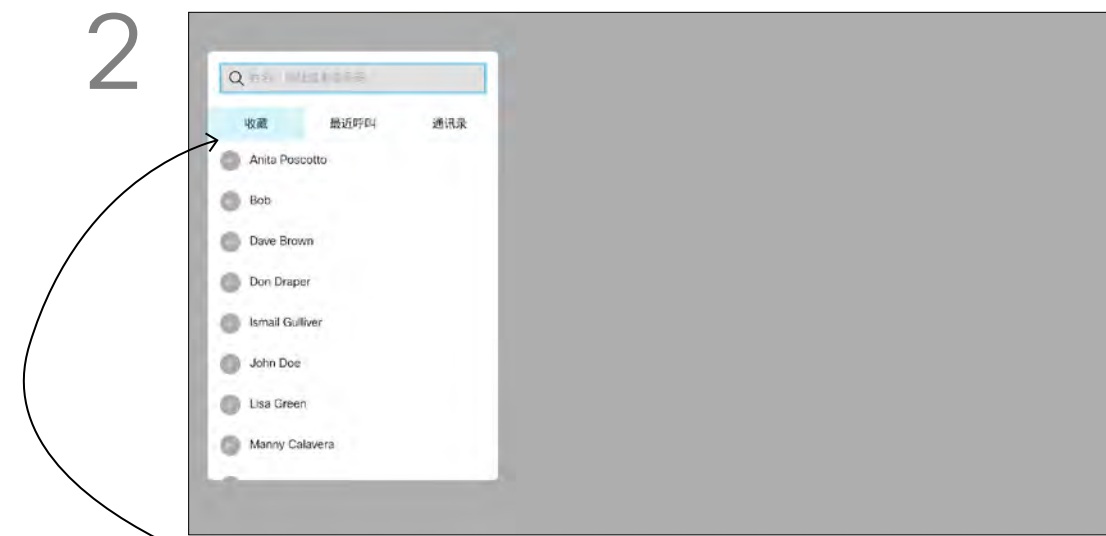 2
收藏 最近呼叫 通讯录
Anita Poscotto
Bob
Dave Brown
Don Draper
Ismail Gulliver
John Doe
Lisa Green
Manny Calavera